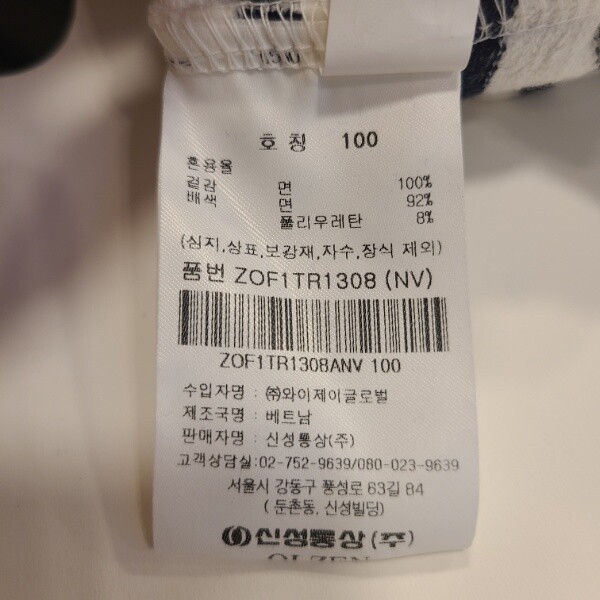 호칭 100
혼용율
겉감 면 100%
배색 면 92%
폴리우레탄 8%
(심지,상표,보강재,자수,장식 제외)
품번 ZOF1TR1308 (NV)
ZOF1TR1308ANV 100
수입자명 : ㈜와이제이글로벌
제조국명 : 베트남
판매자명 : 신성통상(주)
고객상담실:02-752-9639/080-023-9639
서울시 강동구 풍성로 63길 84
( 둔촌동, 신성빌딩)
신성통상(주)
OLZEN